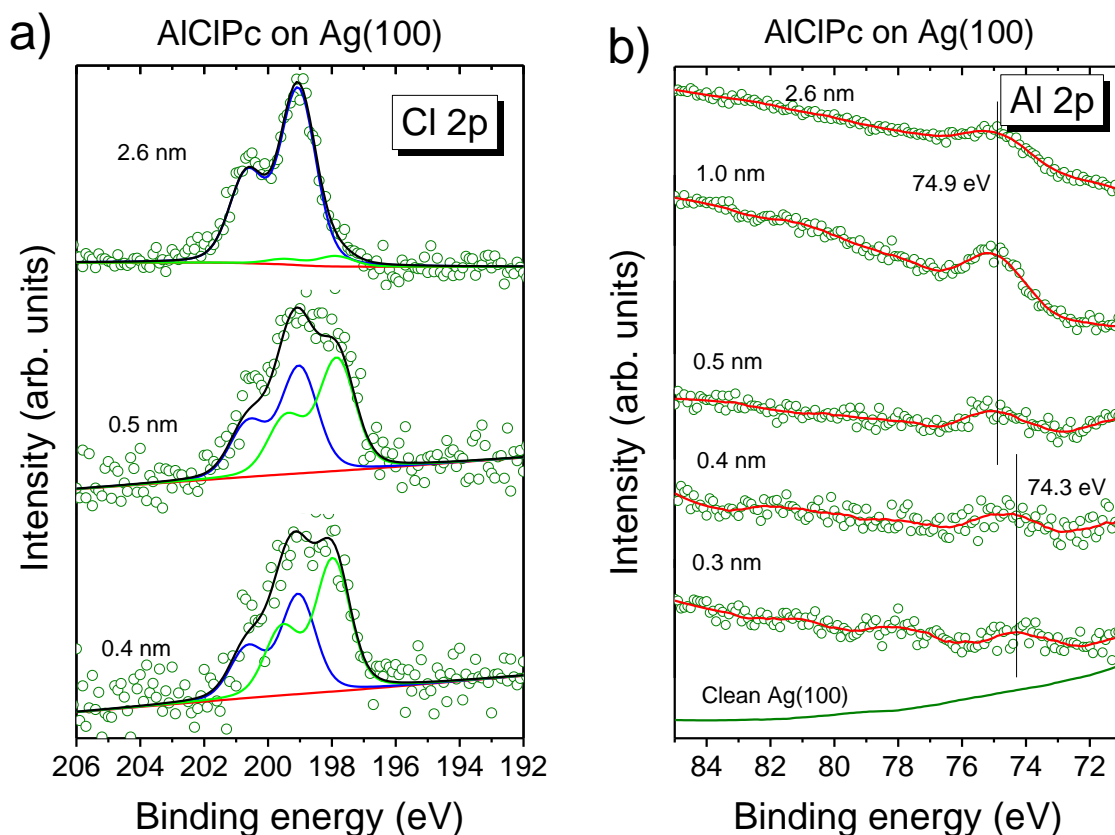 a)
AlClPc on Ag(100)
Cl 2p
2.6 nm
0.5 nm
0.4 nm
Intensity (arb. units)
206 204 202 200 198 196 194 192
Binding energy (eV)
b)
AlClPc on Ag(100)
2.6 nm
Al 2p
1.0 nm
74.9 eV
0.5 nm
0.4 nm
74.3 eV
0.3 nm
Clean Ag(100)
Intensity (arb. units)
84 82 80 78 76 74 72
Binding energy (eV)